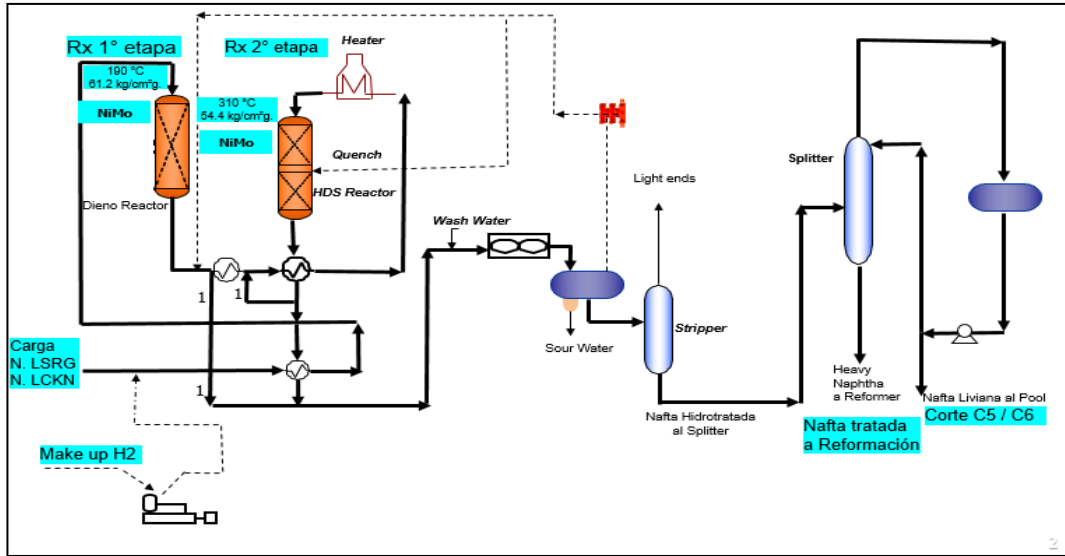 Rx 1° etapa
Rx 2° etapa
Heater
190 °C
61.2 kg/cm²g.
NiMo
310 °C
54.4 kg/cm²g.
NiMo
Quench
HDS Reactor
Dieno Reactor
Splitter
Light ends
Wash Water
1
1
Stripper
Sour Water
Carga
N. LSRG
N. LCKN
1
Heavy
Naphtha
a Reformer
Nafta Liviana al Pool
Corte C5 / C6
Nafta Hidrotratada
al Splitter
Nafta tratada
a Reformación
Make up H2
2